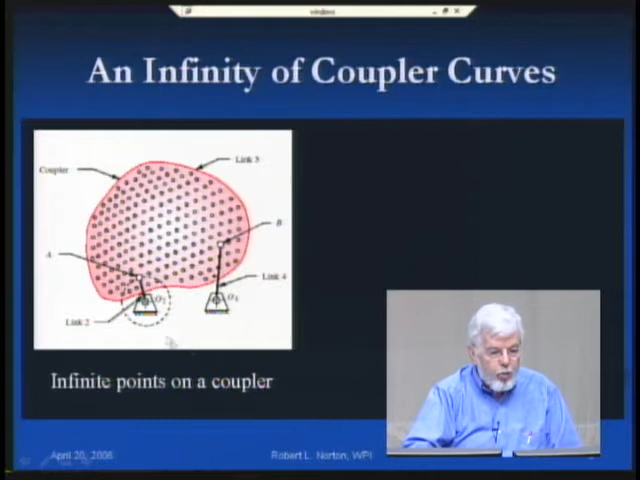 windows
An Infinity of Coupler Curves
Coupler
Link 3
B
A
Link 4
O2
O4
Link 2
Infinite points on a coupler
April 20, 2006
Robert L. Norton, WPI